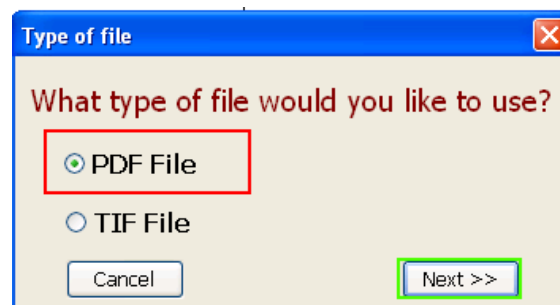 Type of file
What type of file would you like to use?
PDF File
TIF File
Cancel Next >>